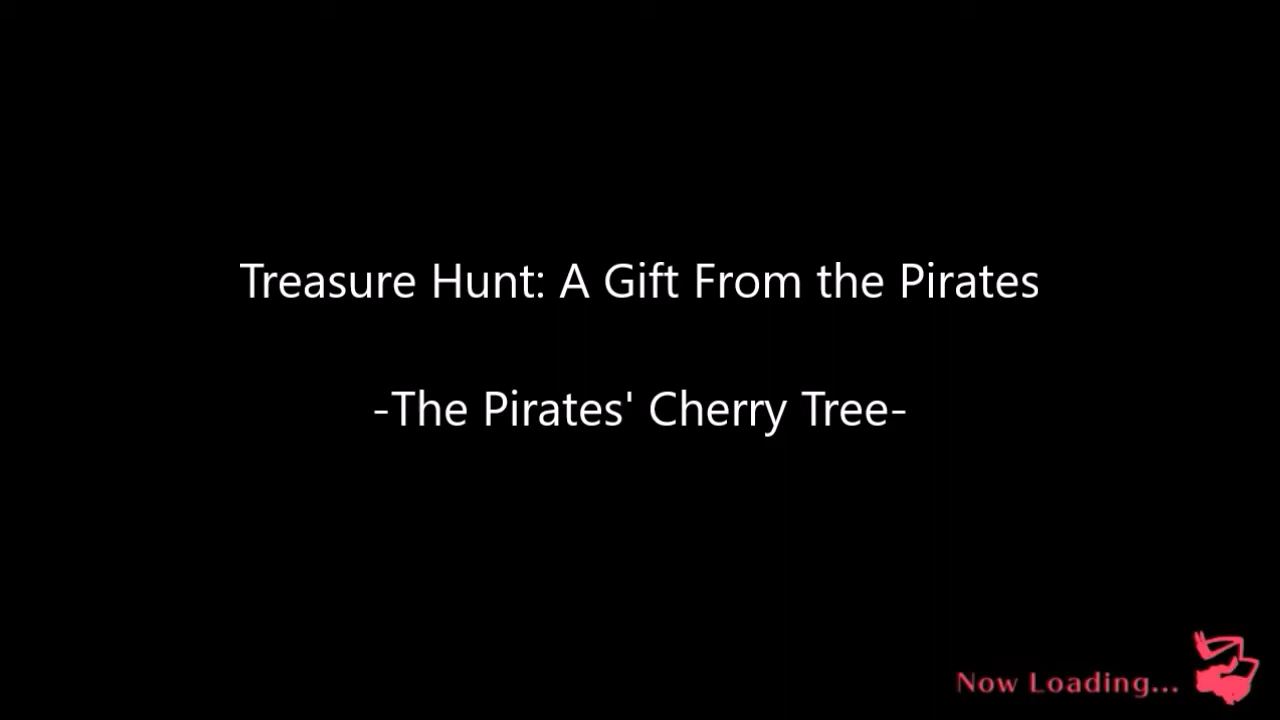 Treasure Hunt: A Gift From the Pirates
-The Pirates' Cherry Tree-
Now Loading...